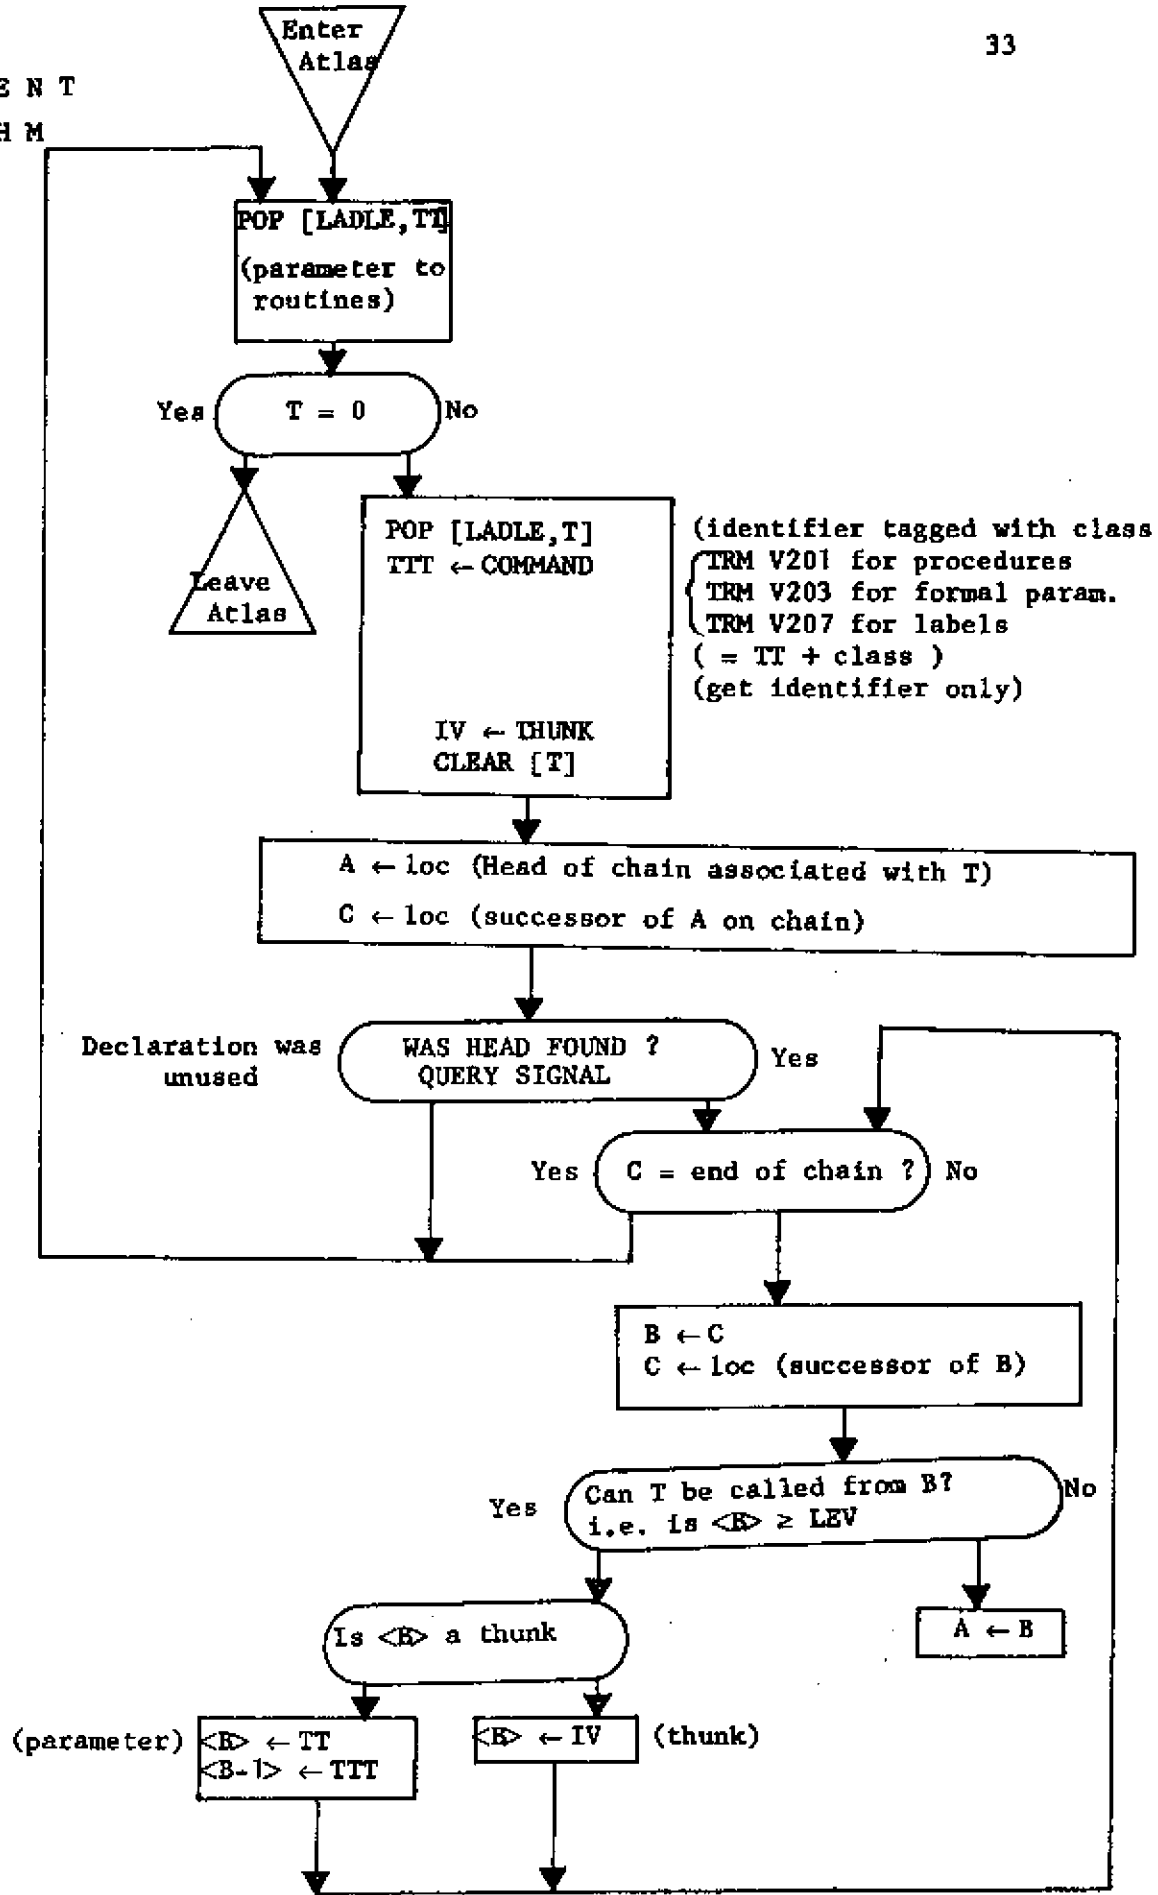 33
Enter
Atlas
E N T
H M
POP [LADLE,TT]
(parameter to
routines)
Yes
T = 0
No
Leave
Atlas
POP [LADLE,T]
TTT ← COMMAND
IV ← THUNK
CLEAR [T]
(identifier tagged with class
TRM V201 for procedures
TRM V203 for formal param.
TRM V207 for labels
( = TT + class )
(get identifier only)
A ← loc (Head of chain associated with T)
C ← loc (successor of A on chain)
Declaration was
unused
WAS HEAD FOUND ?
QUERY SIGNAL
Yes
Yes
C = end of chain ?
No
B ← C
C ← loc (successor of B)
Yes
Can T be called from B?
i.e. is <B> ≥ LEV
No
Is <B> a thunk
A ← B
(parameter)
<B> ← TT
<B-1> ← TTT
<B> ← IV
(thunk)